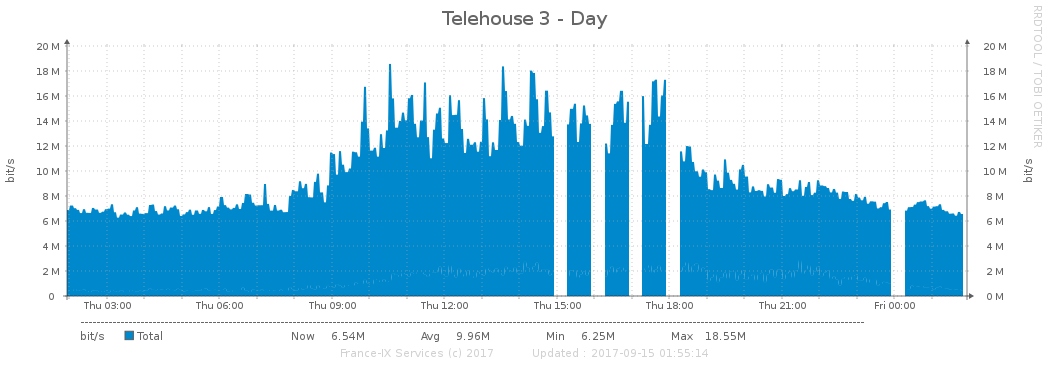 Telehouse 3 - Day
RRDTOOL / TOBI OETIKER
20 M 20 M
18 M 18 M
16 M 16 M
14 M 14 M
12 M 12 M
10 M 10 M
8 M 8 M
6 M 6 M
4 M 4 M
2 M 2 M
0 0 M
bit/s bit/s
Thu 03:00 Thu 06:00 Thu 09:00 Thu 12:00 Thu 15:00 Thu 18:00 Thu 21:00 Fri 00:00
bit/s Total Now 6.54M Avg 9.96M Min 6.25M Max 18.55M
France-IX Services (c) 2017 Updated : 2017-09-15 01:55:14